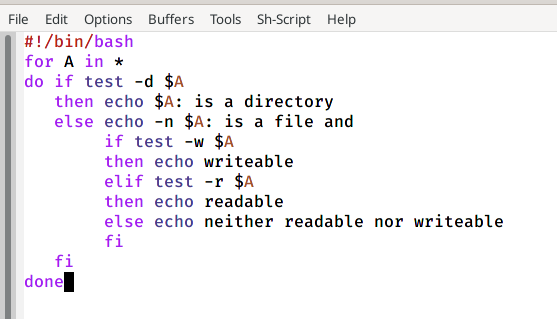 File Edit Options Buffers Tools Sh-Script Help
#!/bin/bash
for A in *
do if test -d $A
   then echo $A: is a directory
   else echo -n $A: is a file and
        if test -w $A
        then echo writeable
        elif test -r $A
        then echo readable
        else echo neither readable nor writeable
        fi
   fi
done